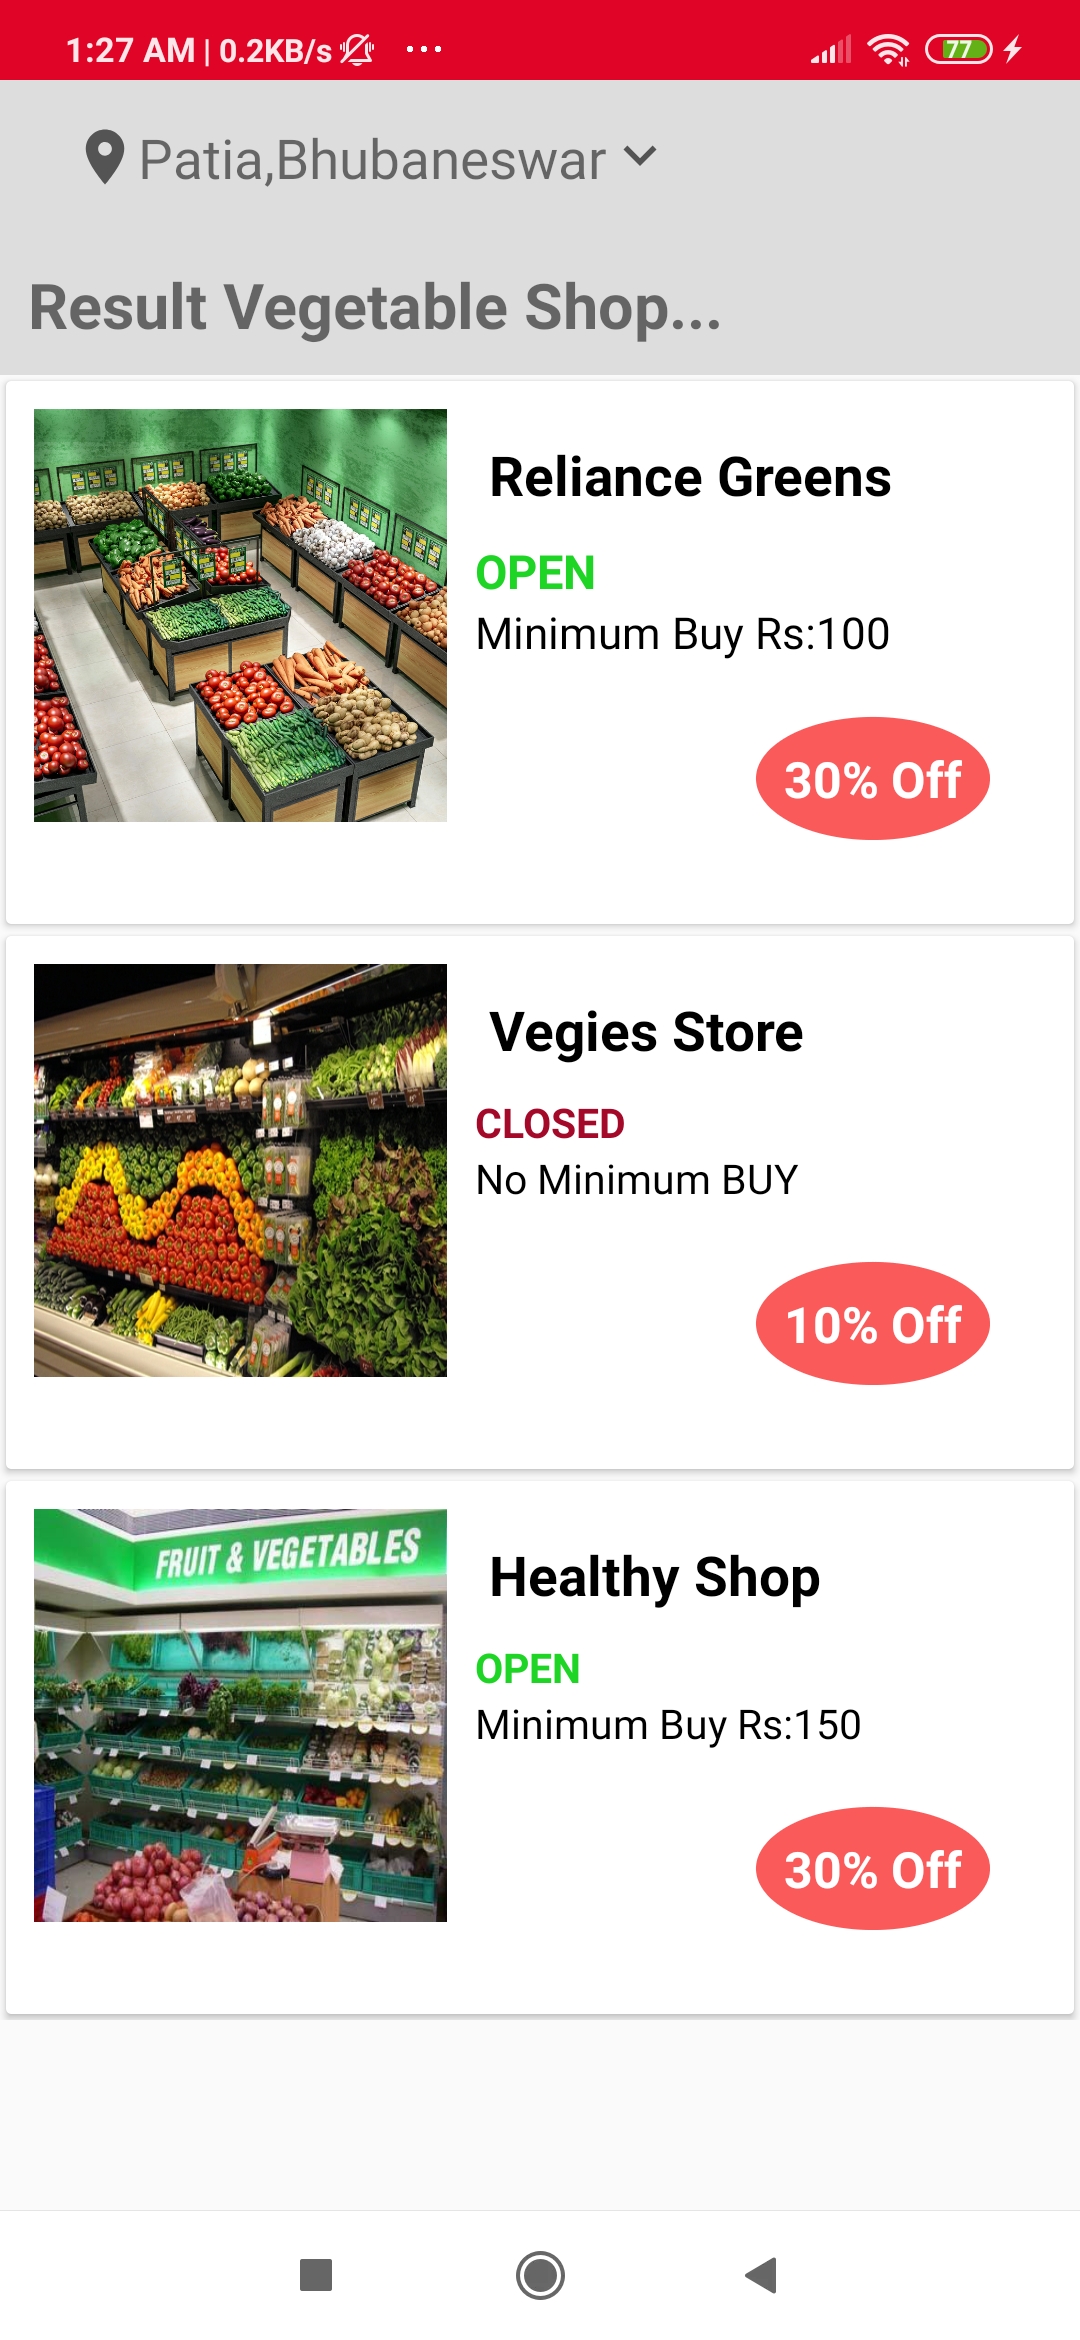 1:27 AM | 0.2KB/s ...
77
Patia,Bhubaneswar
Result Vegetable Shop...
Reliance Greens
OPEN
Minimum Buy Rs:100
30% Off
Vegies Store
CLOSED
No Minimum BUY
10% Off
FRUIT & VEGETABLES
Healthy Shop
OPEN
Minimum Buy Rs:150
30% Off